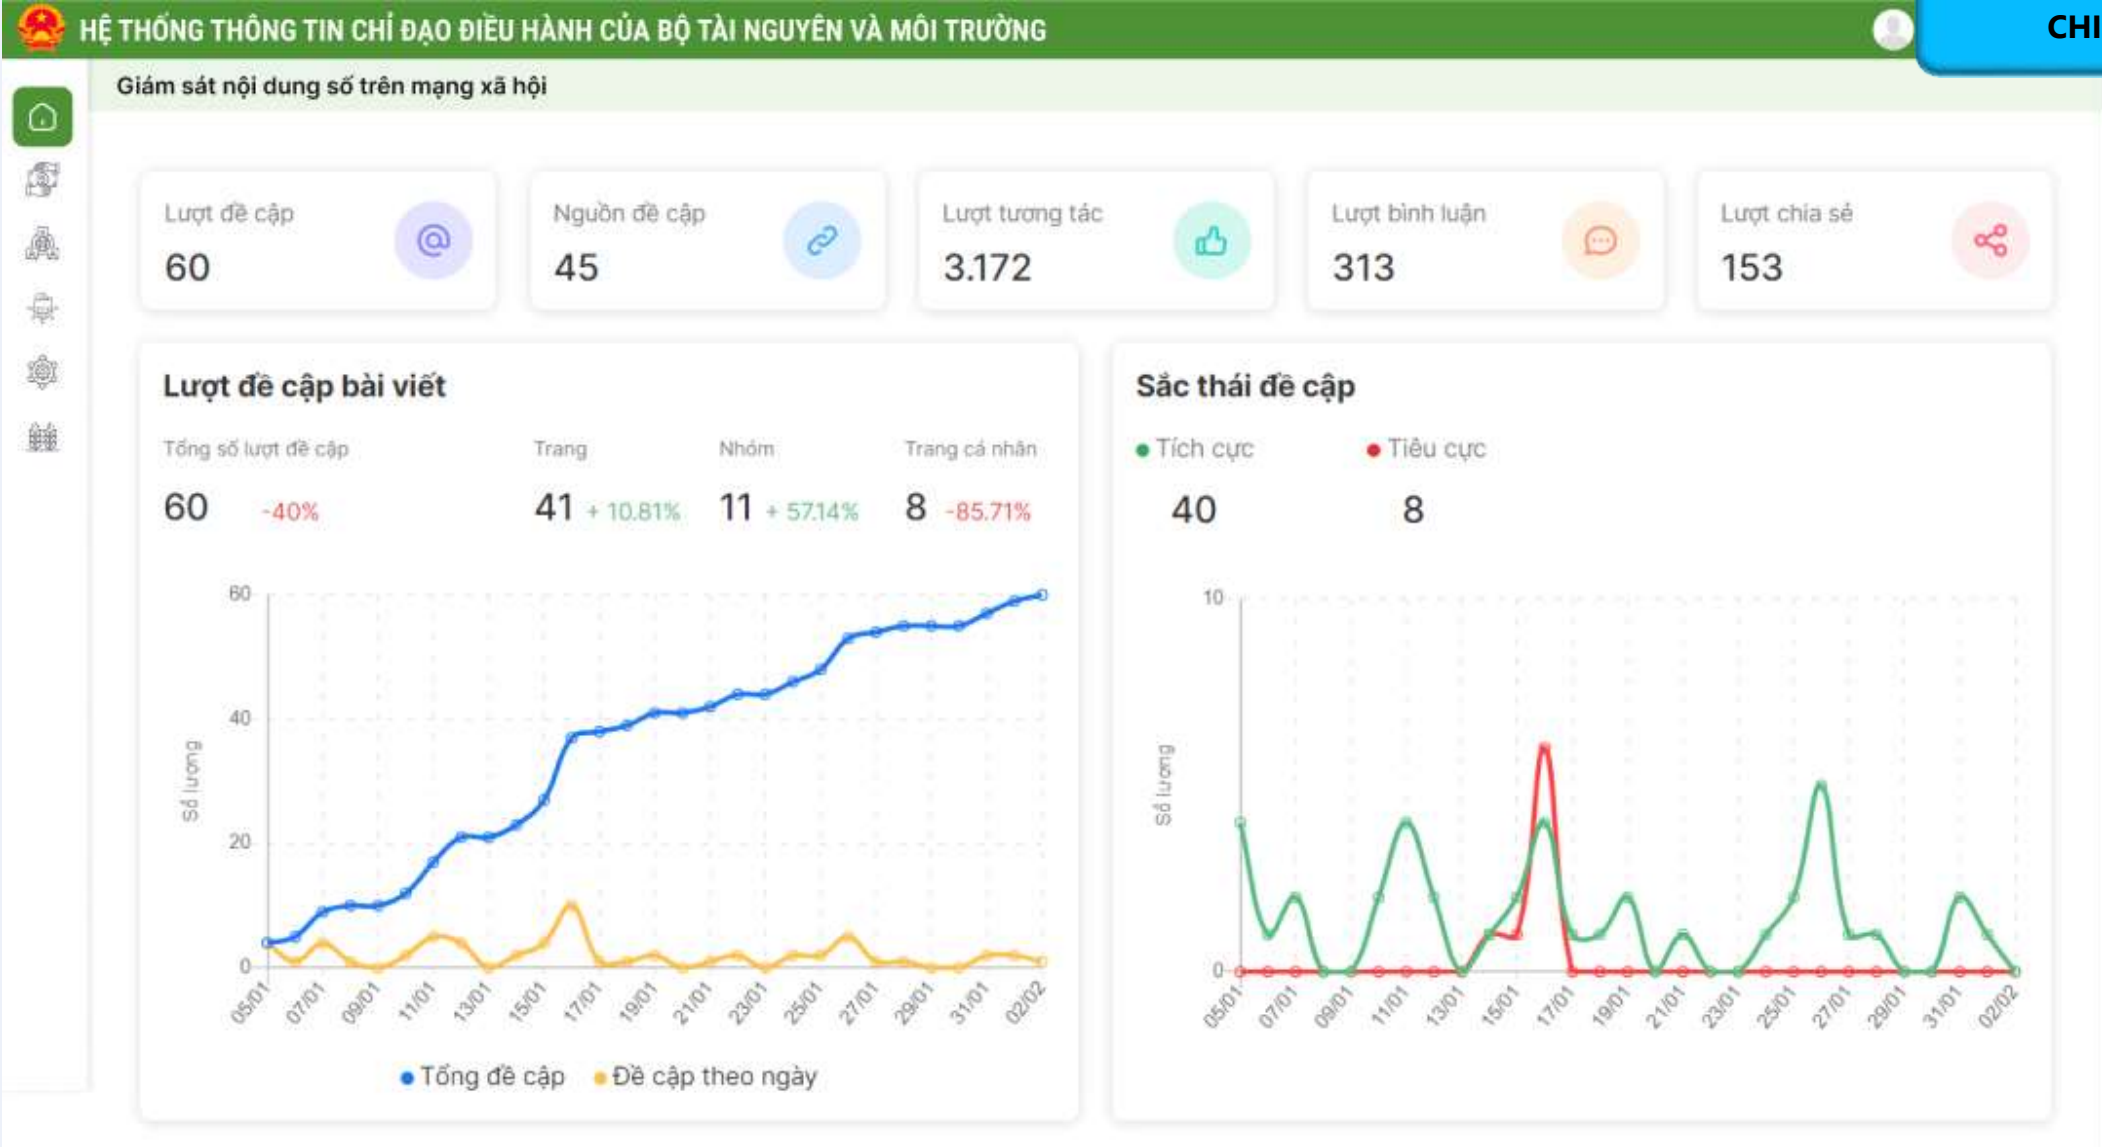 HỆ THỐNG THÔNG TIN CHỈ ĐẠO ĐIỀU HÀNH CỦA BỘ TÀI NGUYÊN VÀ MÔI TRƯỜNG
CHI
Giám sát nội dung số trên mạng xã hội
Lượt đề cập
60
Nguồn đề cập
45
Lượt tương tác
3.172
Lượt bình luận
313
Lượt chia sẻ
153
Lượt đề cập bài viết
Tổng số lượt đề cập
60 -40%
Trang
41 + 10.81%
Nhóm
11 + 57.14%
Trang cá nhân
8 -85.71%
Số lượng
60
40
20
0
05/01 07/01 09/01 11/01 13/01 15/01 17/01 19/01 21/01 23/01 25/01 27/01 29/01 31/01 02/02
Tổng đề cập Đề cập theo ngày
Sắc thái đề cập
Tích cực
40
Tiêu cực
8
Số lượng
10
0
05/01 07/01 09/01 11/01 13/01 15/01 17/01 19/01 21/01 23/01 25/01 27/01 29/01 31/01 02/02